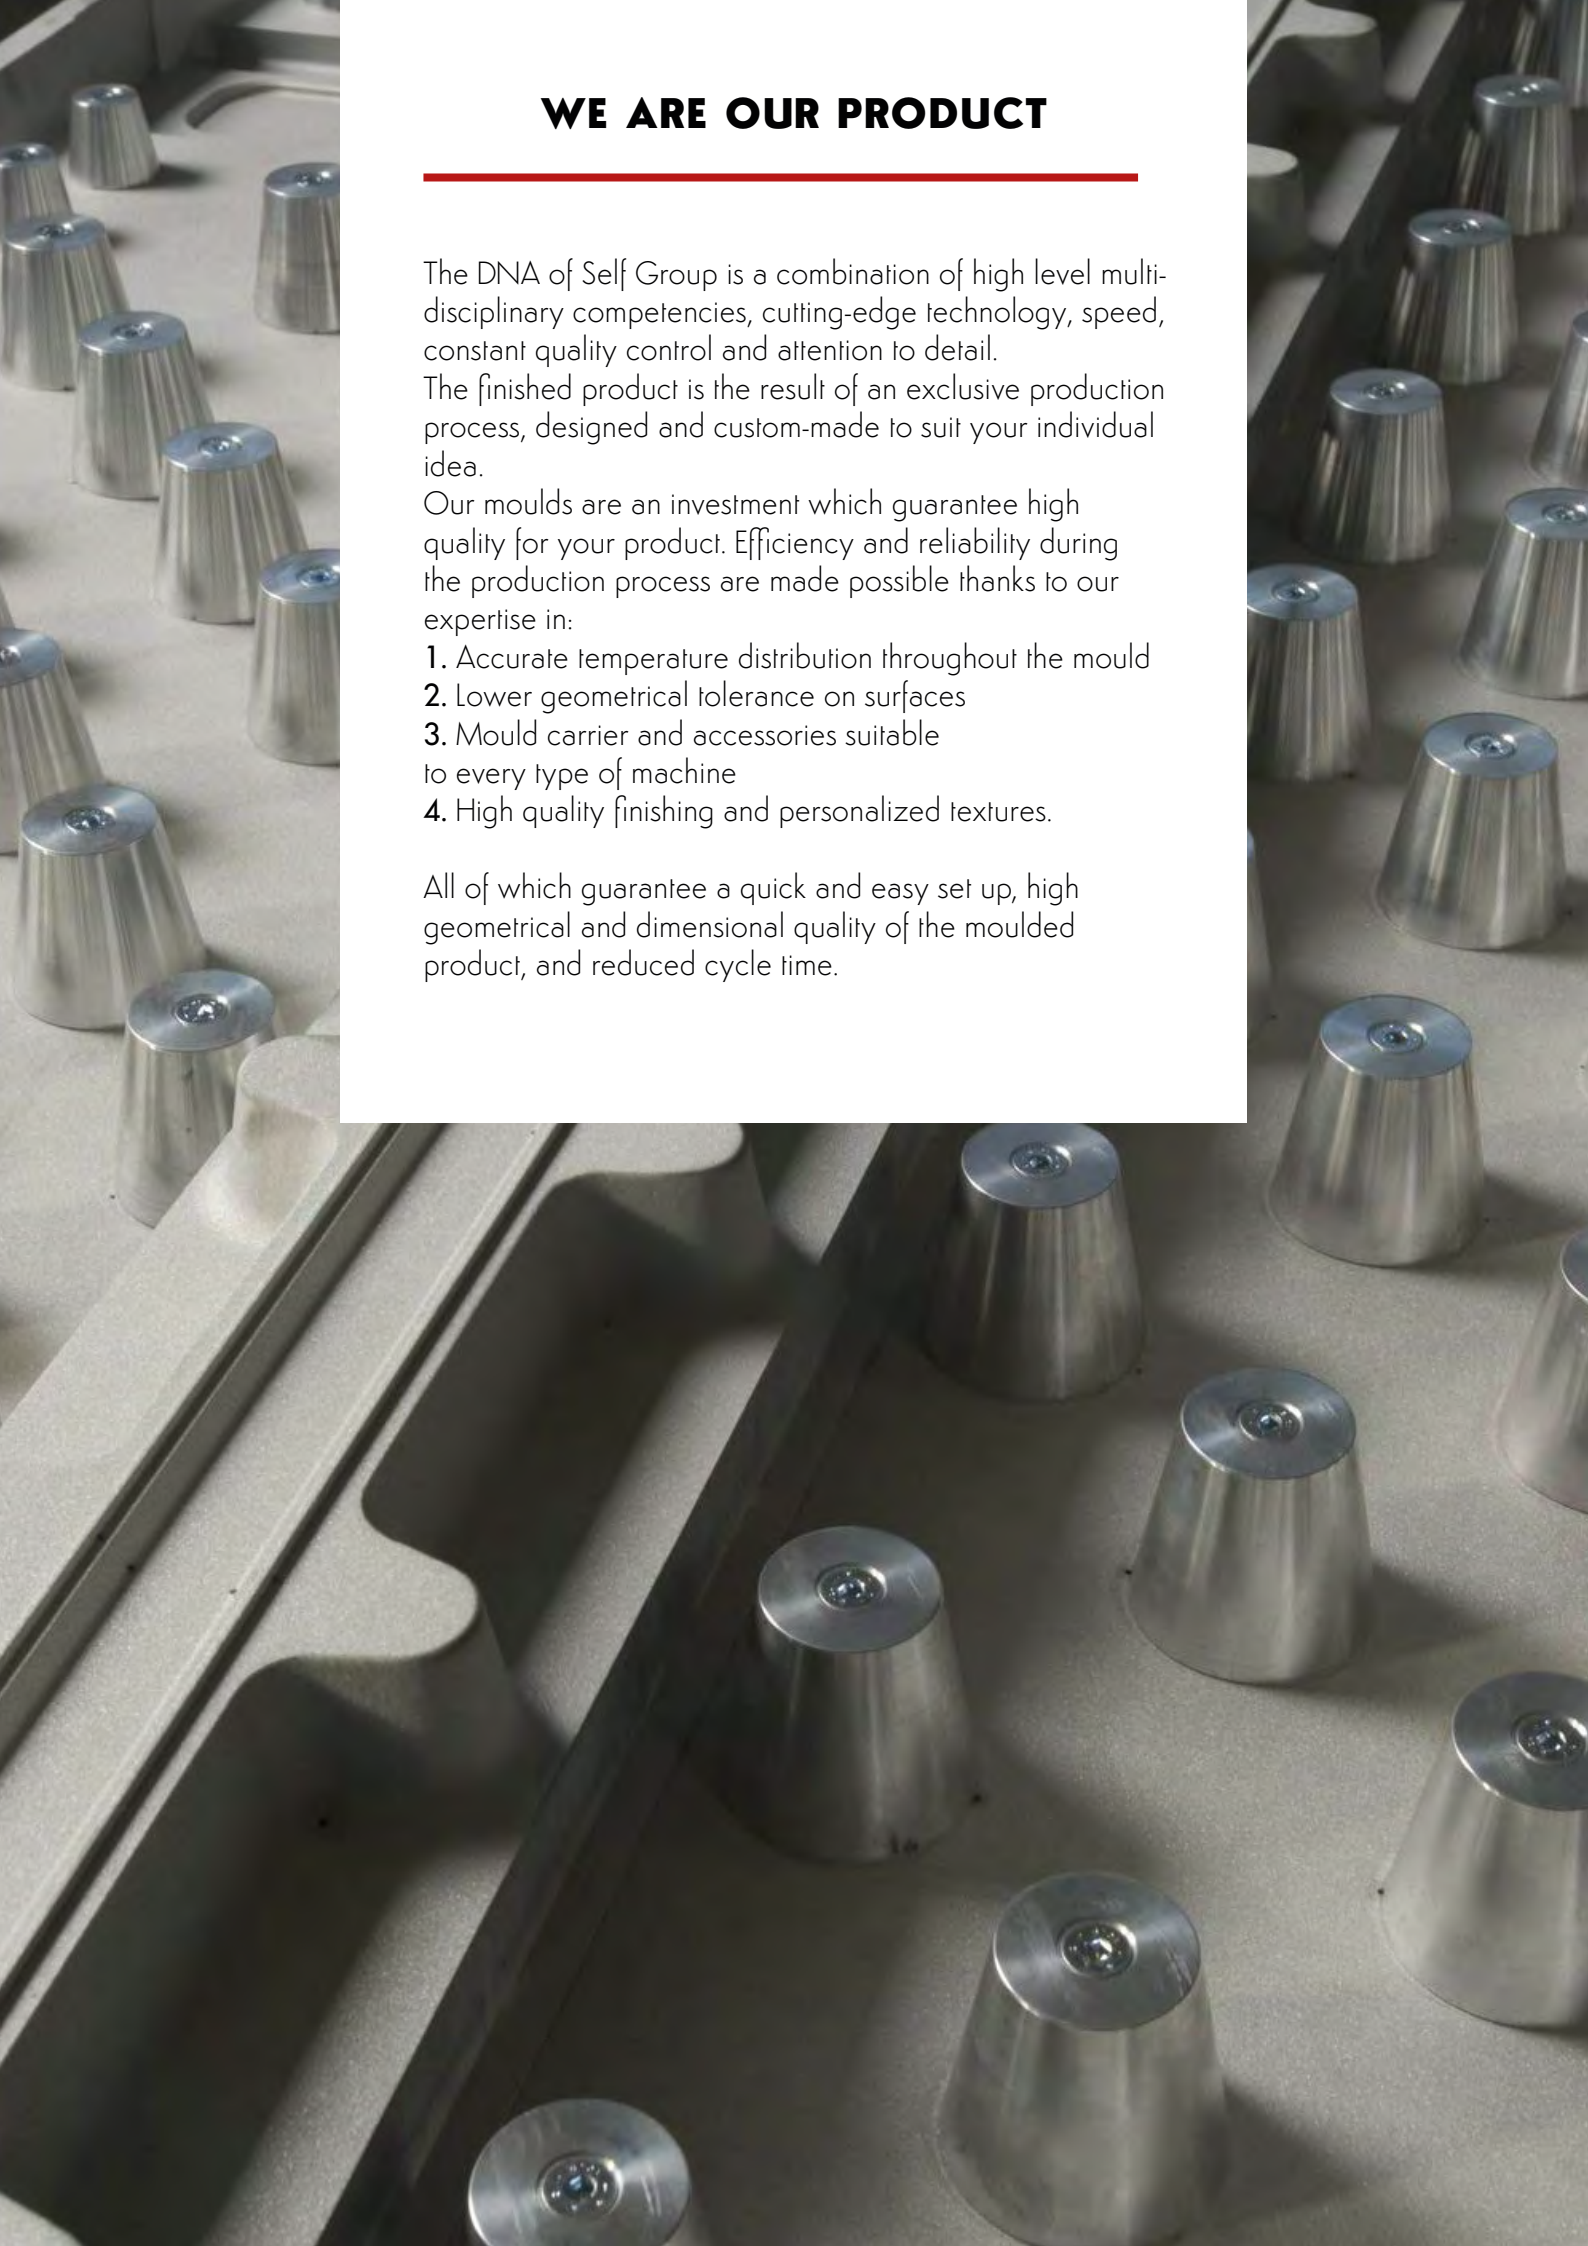 WE ARE OUR PRODUCT
The DNA of Self Group is a combination of high level multi-
disciplinary competencies, cutting-edge technology, speed,
constant quality control and attention to detail.
The finished product is the result of an exclusive production
process, designed and custom-made to suit your individual
idea.
Our moulds are an investment which guarantee high
quality for your product. Efficiency and reliability during
the production process are made possible thanks to our
expertise in:
1. Accurate temperature distribution throughout the mould
2. Lower geometrical tolerance on surfaces
3. Mould carrier and accessories suitable
to every type of machine
4. High quality finishing and personalized textures.
All of which guarantee a quick and easy set up, high
geometrical and dimensional quality of the moulded
product, and reduced cycle time.